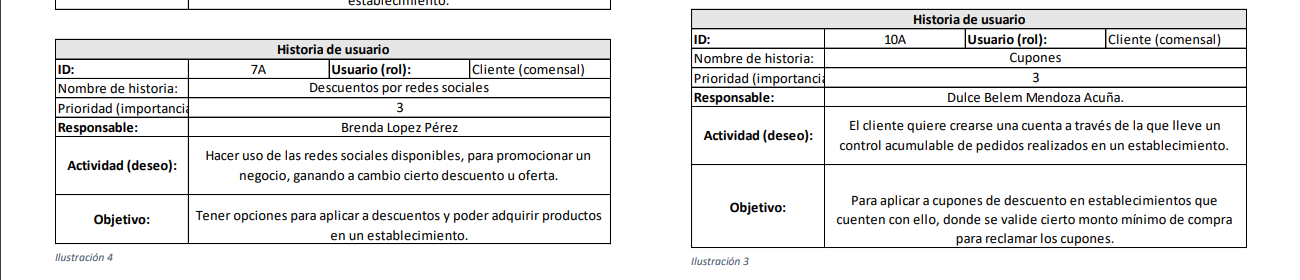 establecimiento.
Historia de usuario
ID: 7A Usuario (rol): Cliente (comensal)
Nombre de historia: Descuentos por redes sociales
Prioridad (importancia 3
Responsable: Brenda Lopez Pérez
Actividad (deseo):
Hacer uso de las redes sociales disponibles, para promocionar un
negocio, ganando a cambio cierto descuento u oferta.
Objetivo:
Tener opciones para aplicar a descuentos y poder adquirir productos
en un establecimiento.
Ilustración 4
Historia de usuario
ID: 10A Usuario (rol): Cliente (comensal)
Nombre de historia: Cupones
Prioridad (importancia 3
Responsable: Dulce Belem Mendoza Acuña.
Actividad (deseo):
El cliente quiere crearse una cuenta a través de la que lleve un
control acumulable de pedidos realizados en un establecimiento.
Objetivo:
Para aplicar a cupones de descuento en establecimientos que
cuenten con ello, donde se valide cierto monto mínimo de compra
para reclamar los cupones.
Ilustración 3